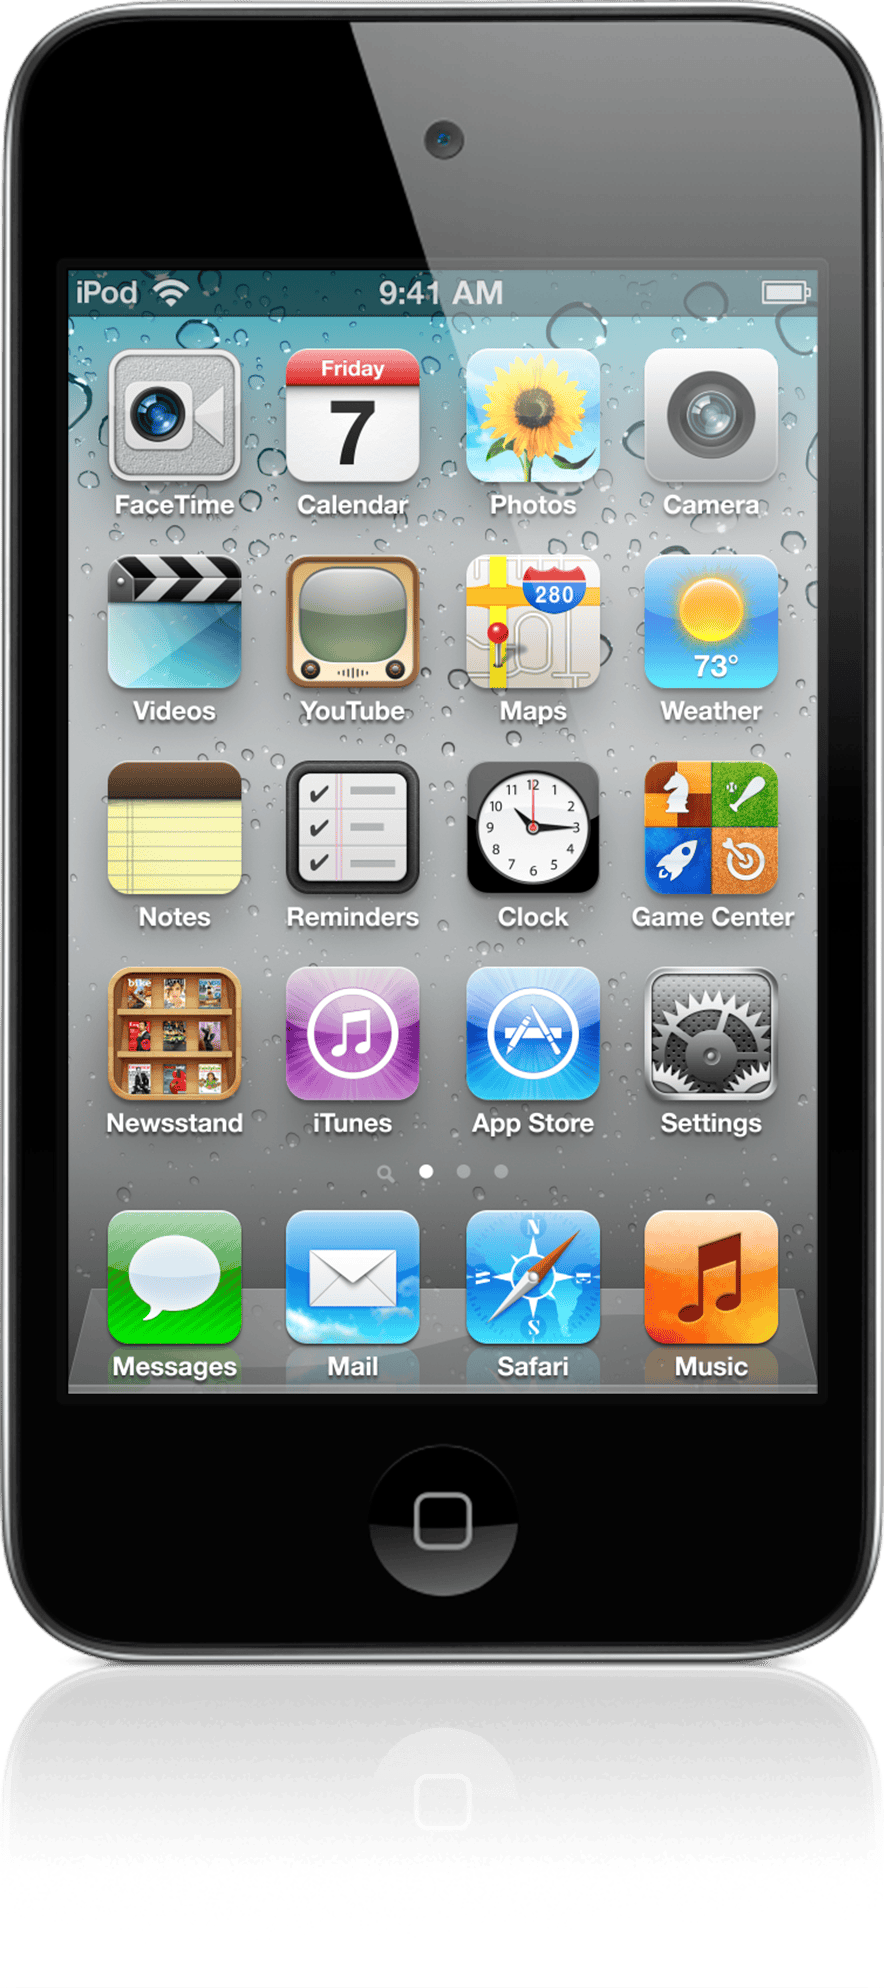 iPod 9:41 AM
Friday
7
FaceTime Calendar Photos Camera
280
73°
Videos YouTube Maps Weather
12
11 1
10 2
9 3
8 4
7 5
6
Notes Reminders Clock Game Center
bike
Newsstand iTunes App Store Settings
N
S
Messages Mail Safari Music